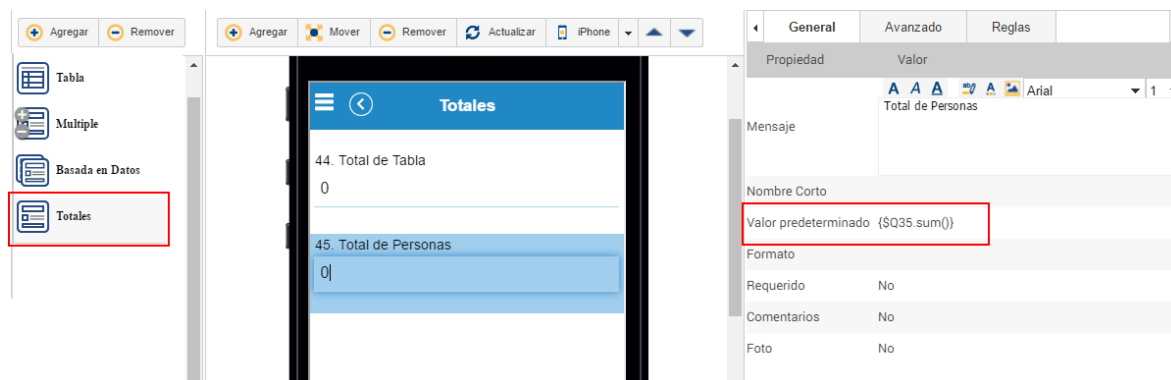 Agregar Remover
Tabla
Multiple
Basada en Datos
Totales
Agregar Mover Remover Actualizar iPhone
Totales
44. Total de Tabla
0
45. Total de Personas
0
General Avanzado Reglas
Propiedad Valor
A A A A Arial 1
Mensaje Total de Personas
Nombre Corto
Valor predeterminado {$Q35.sum()}
Formato
Requerido No
Comentarios No
Foto No